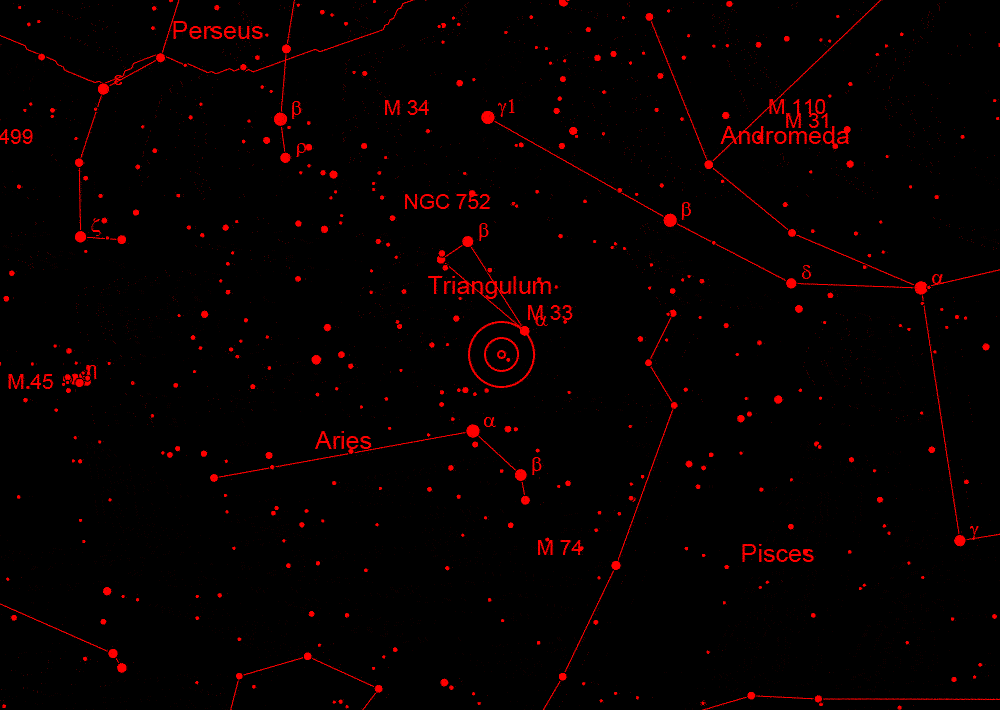 Perseus
ε
β
M 34
γ1
M 110
M 31
499
Andromeda
ρ
NGC 752
β
ζ
β
δ
Triangulum
α
M 33
α
M 45
η
α
Aries
β
M 74
Pisces
γ